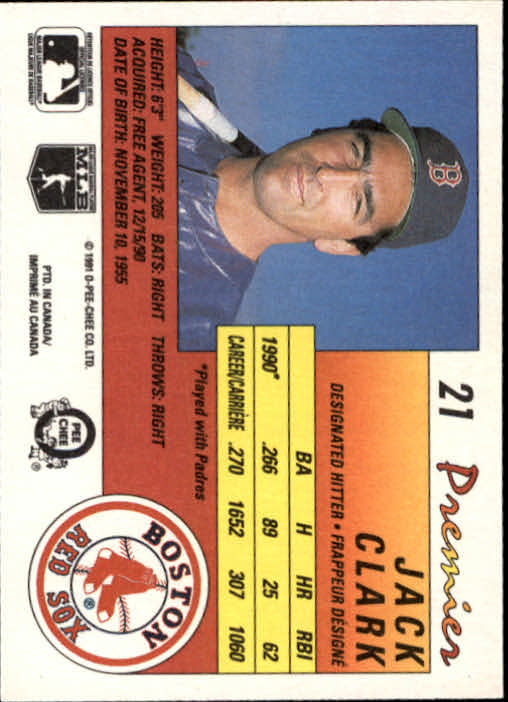 21
Premier
JACK
CLARK
DESIGNATED HITTER • FRAPPEUR DÉSIGNÉ
BA H HR RBI
1990* .266 89 25 62
CAREER/CARRIÈRE .270 1652 307 1060
*Played with Padres
B
HEIGHT: 6'3" WEIGHT: 205 BATS: RIGHT THROWS: RIGHT
ACQUIRED: FREE AGENT, 12/15/90
DATE OF BIRTH: NOVEMBER 10, 1955
BOSTON
RED SOX
®
MLB
© 1991 O-PEE-CHEE CO. LTD.
PTD. IN CANADA/
IMPRIMÉ AU CANADA
O
PEE
CHEE
®